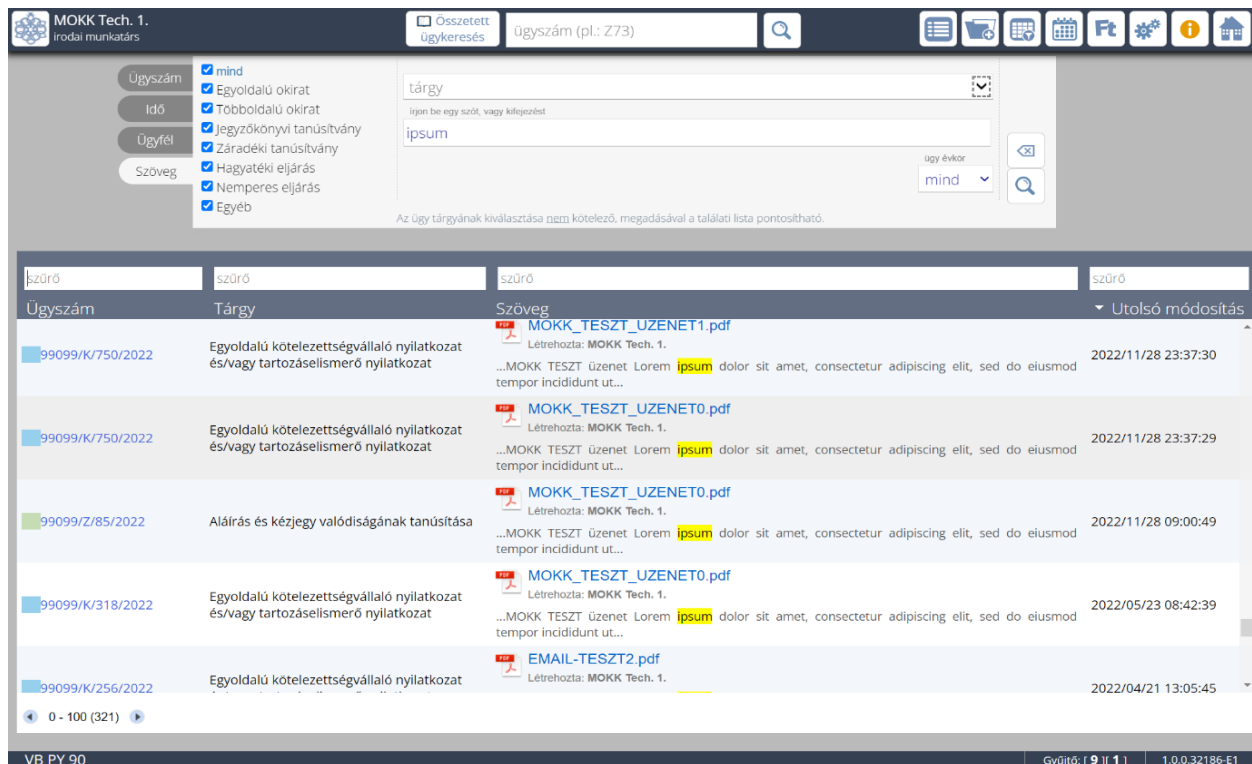 MOKK Tech. 1.
irodai munkatárs
Összetett
ügykeresés
ügyszám (pl.: Z73)
Ft
Ügyszám
Idő
Ügyfél
Szöveg
mind
Egyoldalú okirat
Többoldalú okirat
Jegyzőkönyvi tanúsítvány
Záradéki tanúsítvány
Hagyatéki eljárás
Nemperes eljárás
Egyéb
tárgy
írjon be egy szót, vagy kifejezést
ipsum
ügy évkör
mind
Az ügy tárgyának kiválasztása nem kötelező, megadásával a találati lista pontosítható.
szűrő szűrő szűrő szűrő
Ügyszám Tárgy Szöveg Utolsó módosítás
99099/K/750/2022
Egyoldalú kötelezettségvállaló nyilatkozat
és/vagy tartozáselismerő nyilatkozat
PDF MOKK_TESZT_UZENET1.pdf
Létrehozta: MOKK Tech. 1.
...MOKK TESZT üzenet Lorem ipsum dolor sit amet, consectetur adipiscing elit, sed do eiusmod
tempor incididunt ut...
2022/11/28 23:37:30
99099/K/750/2022
Egyoldalú kötelezettségvállaló nyilatkozat
és/vagy tartozáselismerő nyilatkozat
PDF MOKK_TESZT_UZENET0.pdf
Létrehozta: MOKK Tech. 1.
...MOKK TESZT üzenet Lorem ipsum dolor sit amet, consectetur adipiscing elit, sed do eiusmod
tempor incididunt ut...
2022/11/28 23:37:29
99099/Z/85/2022
Aláírás és kézjegy valódiságának tanúsítása
PDF MOKK_TESZT_UZENET0.pdf
Létrehozta: MOKK Tech. 1.
...MOKK TESZT üzenet Lorem ipsum dolor sit amet, consectetur adipiscing elit, sed do eiusmod
tempor incididunt ut...
2022/11/28 09:00:49
99099/K/318/2022
Egyoldalú kötelezettségvállaló nyilatkozat
és/vagy tartozáselismerő nyilatkozat
PDF MOKK_TESZT_UZENET0.pdf
Létrehozta: MOKK Tech. 1.
...MOKK TESZT üzenet Lorem ipsum dolor sit amet, consectetur adipiscing elit, sed do eiusmod
tempor incididunt ut...
2022/05/23 08:42:39
99099/K/256/2022
Egyoldalú kötelezettségvállaló nyilatkozat
PDF EMAIL-TESZT2.pdf
Létrehozta: MOKK Tech. 1.
2022/04/21 13:05:45
0 - 100 (321)
VB PY 90
Gyűjtő: [ 9 ][ 1 ]
1.0.0.32186-E1